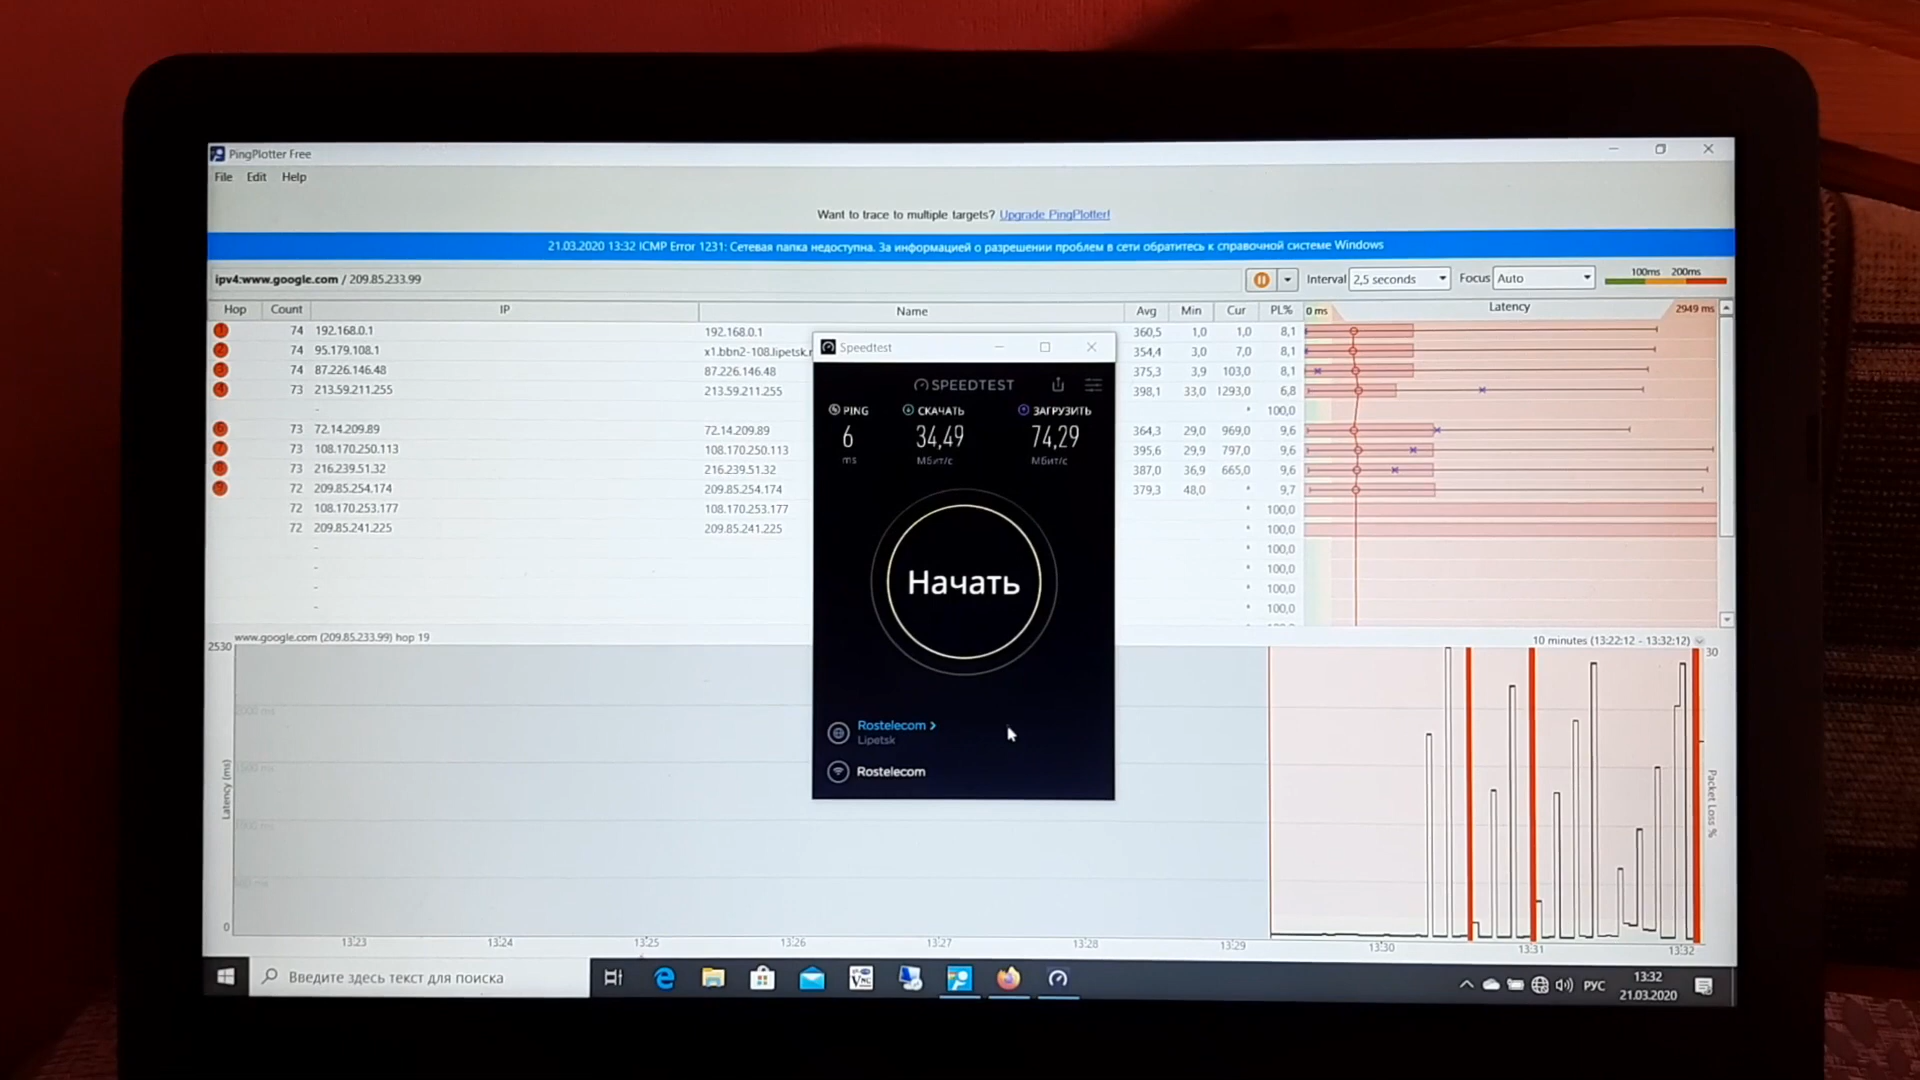 PingPlotter Free
File Edit Help
Want to trace to multiple targets? Upgrade PingPlotter!
21.03.2020 13:32 ICMP Error 1231: Сетевая папка недоступна. За информацией о разрешении проблем в сети обратитесь к справочной системе Windows
ipv4:www.google.com / 209.85.233.99 Interval 2,5 seconds Focus Auto 100ms 200ms
Hop Count IP Name Avg Min Cur PL% 0 ms Latency 2949 ms
1 74 192.168.0.1 192.168.0.1 360,5 1,0 1,0 8,1
2 74 95.179.108.1 x1.bbn2-108.lipetsk.r 354,4 3,0 7,0 8,1
3 74 87.226.146.48 87.226.146.48 375,3 3,9 103,0 8,1
4 73 213.59.211.255 213.59.211.255 398,1 33,0 1293,0 6,8
- * 100,0
6 73 72.14.209.89 72.14.209.89 364,3 29,0 969,0 9,6
7 73 108.170.250.113 108.170.250.113 395,6 29,9 797,0 9,6
8 73 216.239.51.32 216.239.51.32 387,0 36,9 665,0 9,6
9 72 209.85.254.174 209.85.254.174 379,3 48,0 * 9,7
72 108.170.253.177 108.170.253.177 * 100,0
72 209.85.241.225 209.85.241.225 * 100,0
- * 100,0
- * 100,0
- * 100,0
- * 100,0
Speedtest
SPEEDTEST
PING СКАЧАТЬ ЗАГРУЗИТЬ
6 34,49 74,29
ms Мбит/с Мбит/с
Начать
Rostelecom >
Lipetsk
Rostelecom
www.google.com (209.85.233.99) hop 19 10 minutes (13:22:12 - 13:32:12)
2530 30
Latency (ms)
Packet Loss %
0
13:23 13:24 13:25 13:26 13:27 13:28 13:29 13:30 13:31 13:32
Введите здесь текст для поиска
VNC
РУС
13:32
21.03.2020